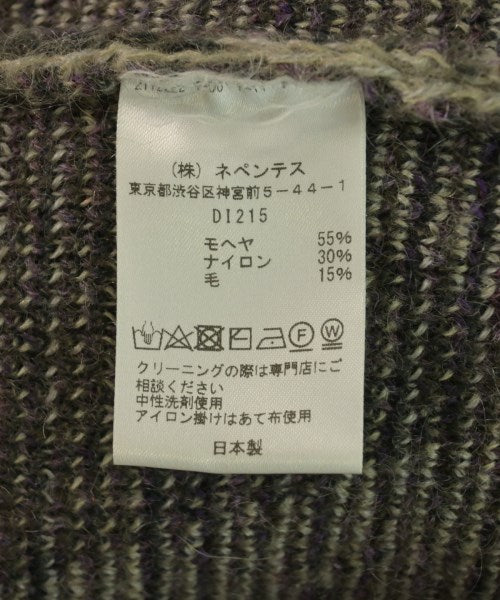 (株) ネペンテス
東京都渋谷区神宮前5-44-1
DI215
モヘヤ 55%
ナイロン 30%
毛 15%
クリーニングの際は専門店にご
相談ください
中性洗剤使用
アイロン掛けはあて布使用
日本製